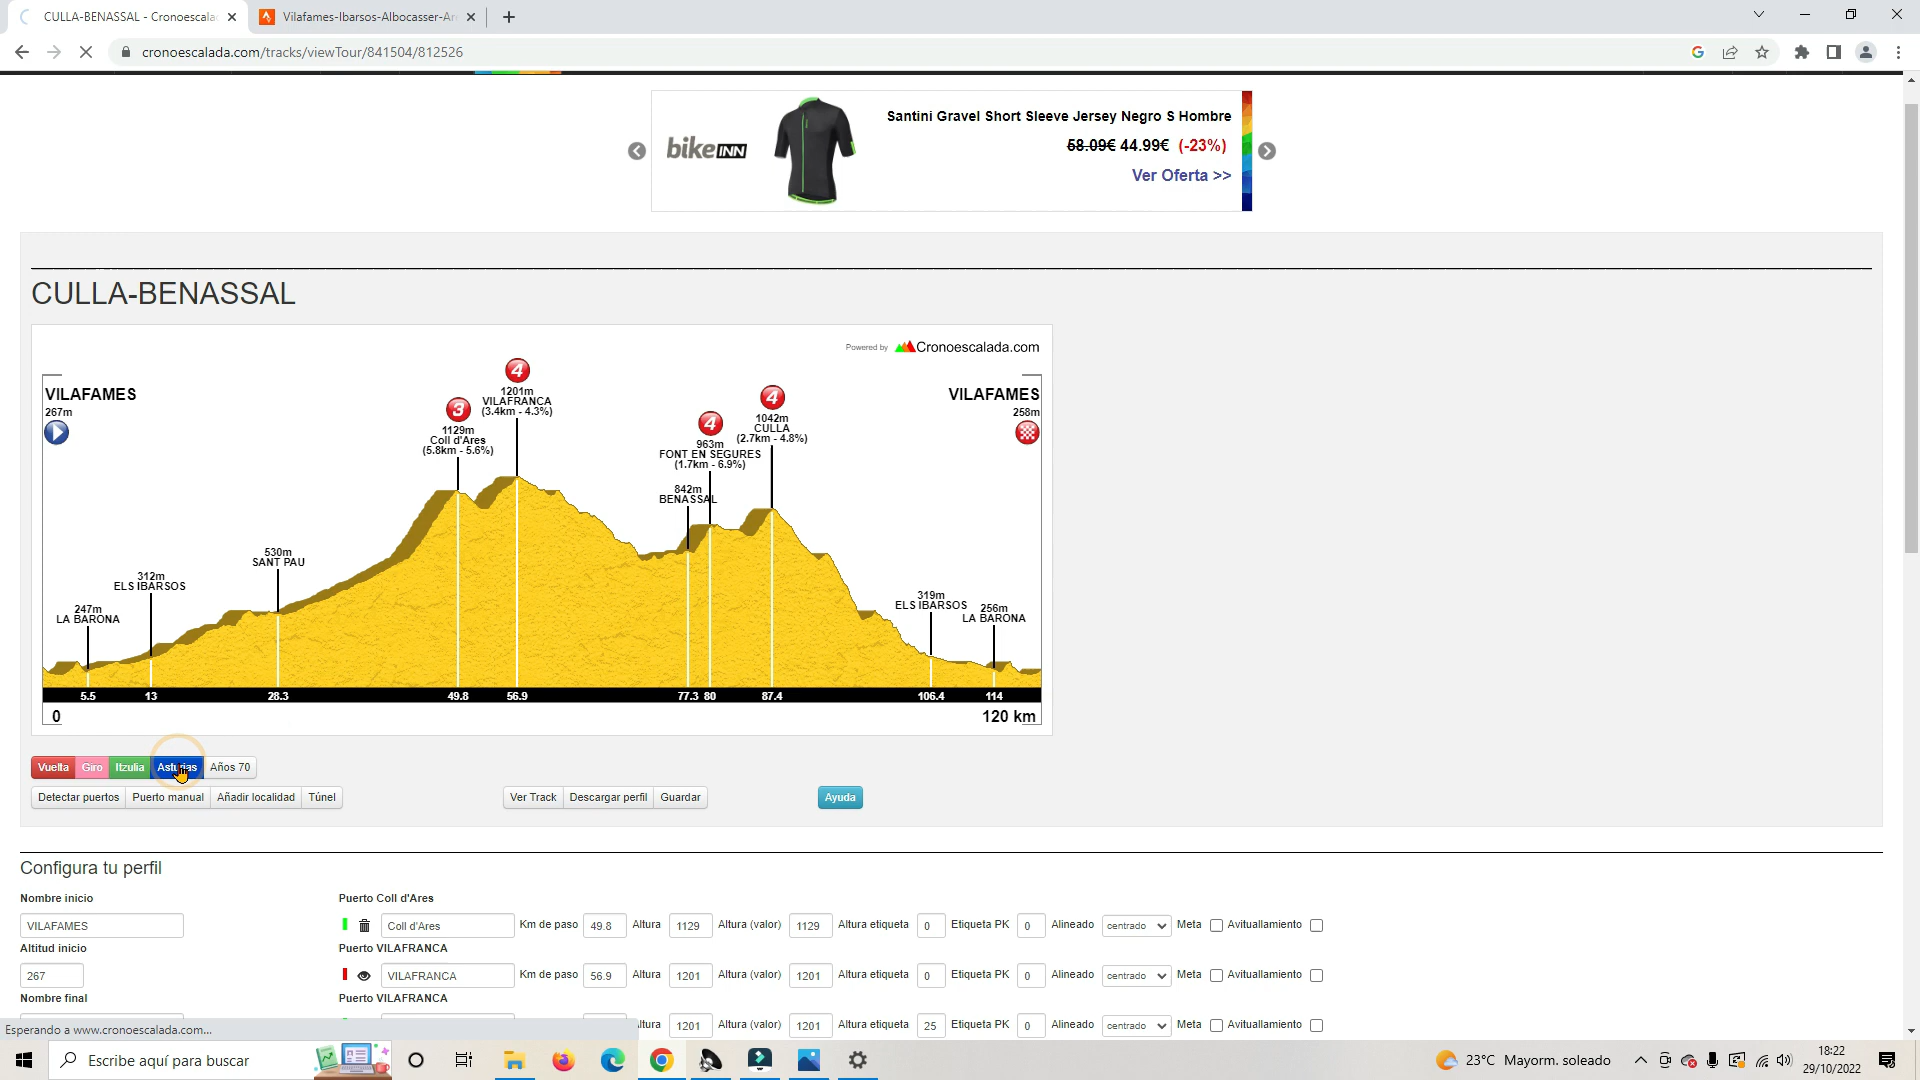 CULLA-BENASSAL - Cronoescala
Vilafames-Ibarsos-Albocasser-Ar
cronoescalada.com/tracks/viewTour/841504/812526
bikeINN
Santini Gravel Short Sleeve Jersey Negro S Hombre
58.09€ 44.99€ (-23%)
Ver Oferta >>
CULLA-BENASSAL
Powered by Cronoescalada.com
VILAFAMES
267m
3
1129m
Coll d'Ares
(5.8km - 5.6%)
4
1201m
VILAFRANCA
(3.4km - 4.3%)
4
963m
FONT EN SEGURES
(1.7km - 6.9%)
4
1042m
CULLA
(2.7km - 4.8%)
VILAFAMES
258m
842m
BENASSAL
530m
SANT PAU
312m
ELS IBARSOS
247m
LA BARONA
319m
ELS IBARSOS
256m
LA BARONA
5.5 13 28.3 49.8 56.9 77.3 80 87.4 106.4 114
0 120 km
Vuelta Giro Itzulia Asturias Años 70
Detectar puertos Puerto manual Añadir localidad Túnel Ver Track Descargar perfil Guardar Ayuda
Configura tu perfil
Nombre inicio
VILAFAMES
Altitud inicio
267
Nombre final
Puerto Coll d'Ares
Coll d'Ares Km de paso 49.8 Altura 1129 Altura (valor) 1129 Altura etiqueta 0 Etiqueta PK 0 Alineado centrado Meta Avituallamiento
Puerto VILAFRANCA
VILAFRANCA Km de paso 56.9 Altura 1201 Altura (valor) 1201 Altura etiqueta 0 Etiqueta PK 0 Alineado centrado Meta Avituallamiento
Puerto VILAFRANCA
ltura 1201 Altura (valor) 1201 Altura etiqueta 25 Etiqueta PK 0 Alineado centrado Meta Avituallamiento
Esperando a www.cronoescalada.com...
Escribe aquí para buscar
23°C Mayorm. soleado
18:22
29/10/2022